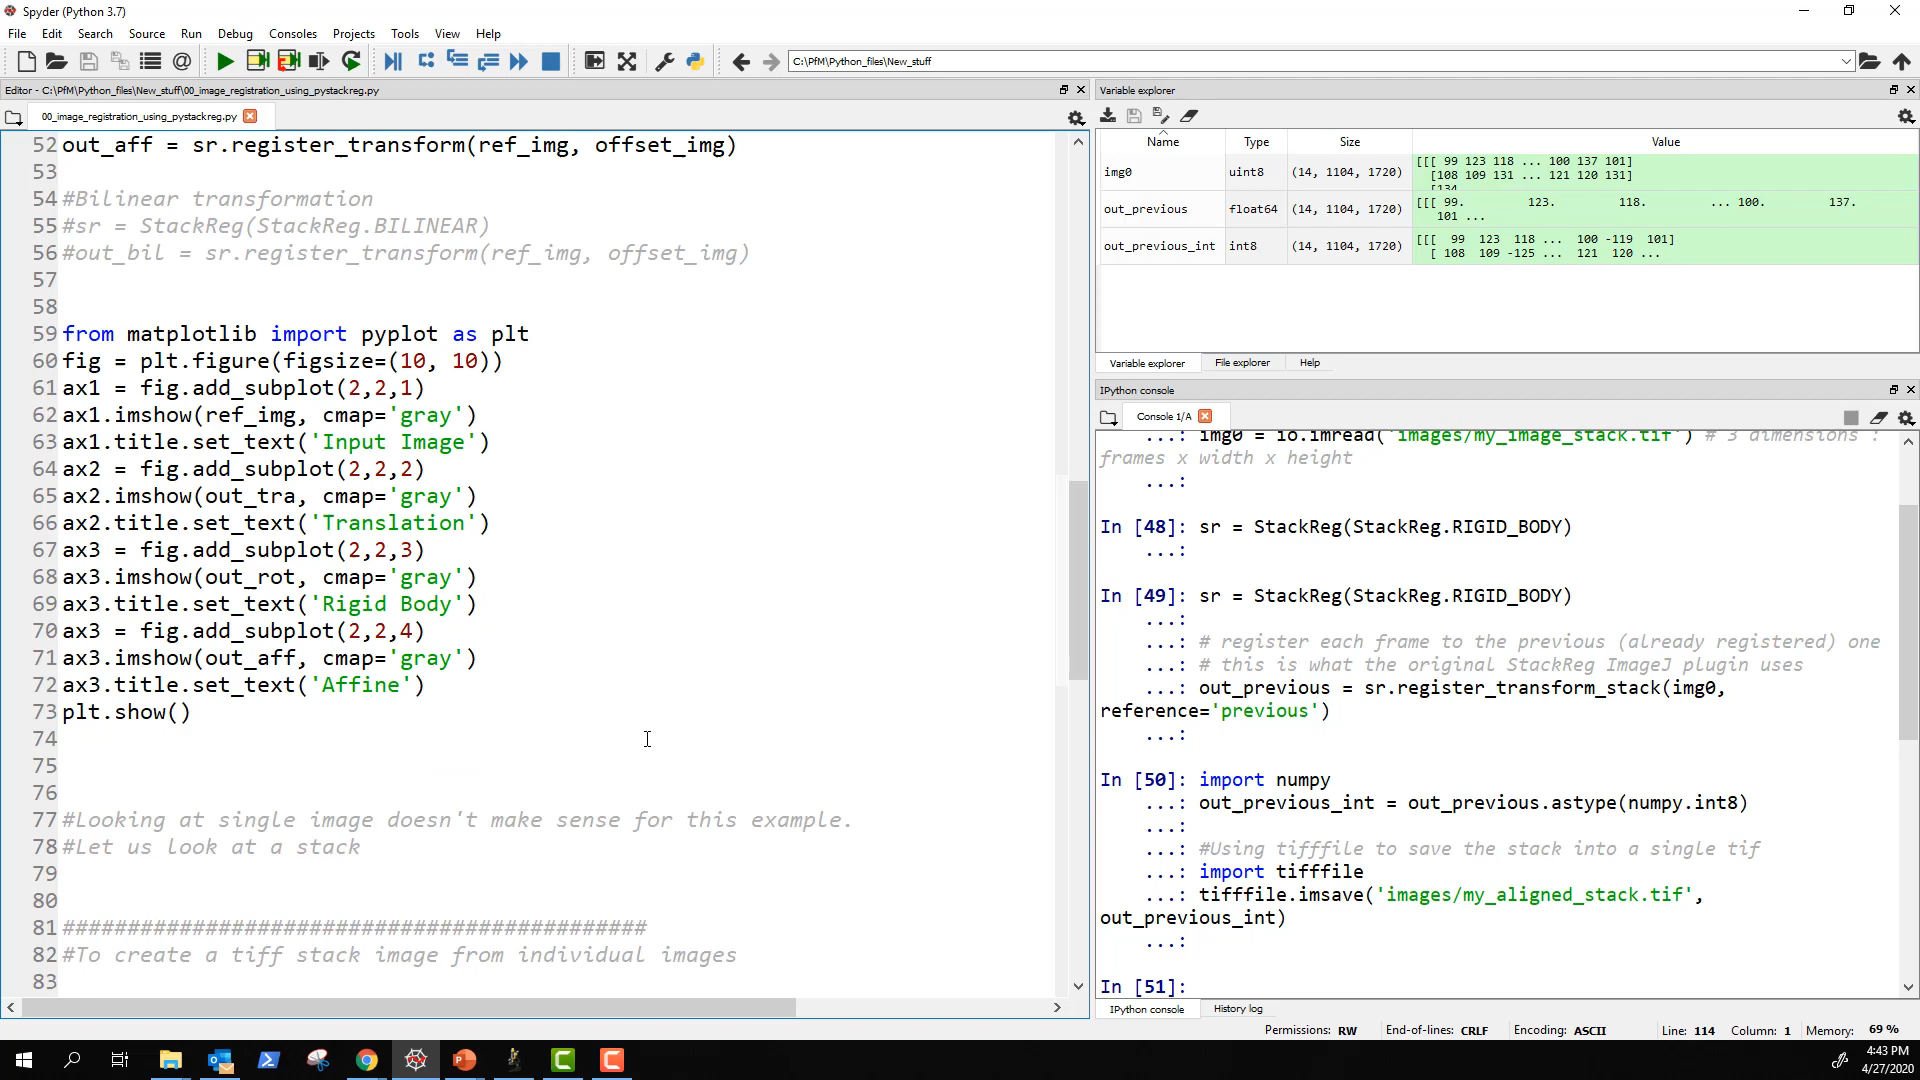 Spyder (Python 3.7)
File Edit Search Source Run Debug Consoles Projects Tools View Help
C:\PfM\Python_files\New_stuff
Editor - C:\PfM\Python_files\New_stuff\00_image_registration_using_pystackreg.py
00_image_registration_using_pystackreg.py
52 out_aff = sr.register_transform(ref_img, offset_img)
53
54 #Bilinear transformation
55 #sr = StackReg(StackReg.BILINEAR)
56 #out_bil = sr.register_transform(ref_img, offset_img)
57
58
59 from matplotlib import pyplot as plt
60 fig = plt.figure(figsize=(10, 10))
61 ax1 = fig.add_subplot(2,2,1)
62 ax1.imshow(ref_img, cmap='gray')
63 ax1.title.set_text('Input Image')
64 ax2 = fig.add_subplot(2,2,2)
65 ax2.imshow(out_tra, cmap='gray')
66 ax2.title.set_text('Translation')
67 ax3 = fig.add_subplot(2,2,3)
68 ax3.imshow(out_rot, cmap='gray')
69 ax3.title.set_text('Rigid Body')
70 ax3 = fig.add_subplot(2,2,4)
71 ax3.imshow(out_aff, cmap='gray')
72 ax3.title.set_text('Affine')
73 plt.show()
74
75
76
77 #Looking at single image doesn't make sense for this example.
78 #Let us look at a stack
79
80
81 #############################################
82 #To create a tiff stack image from individual images
83
Variable explorer
Name Type Size Value
img0 uint8 (14, 1104, 1720) [[[ 99 123 118 ... 100 137 101]
[108 109 131 ... 121 120 131]
[134
out_previous float64 (14, 1104, 1720) [[[ 99. 123. 118. ... 100. 137.
101 ...
out_previous_int int8 (14, 1104, 1720) [[[ 99 123 118 ... 100 -119 101]
[ 108 109 -125 ... 121 120 ...
Variable explorer File explorer Help
IPython console
Console 1/A
...: img0 = io.imread('images/my_image_stack.tif') # 3 dimensions :
frames x width x height
...:
In [48]: sr = StackReg(StackReg.RIGID_BODY)
...:
In [49]: sr = StackReg(StackReg.RIGID_BODY)
...:
...: # register each frame to the previous (already registered) one
...: # this is what the original StackReg ImageJ plugin uses
...: out_previous = sr.register_transform_stack(img0,
reference='previous')
...:
In [50]: import numpy
...: out_previous_int = out_previous.astype(numpy.int8)
...:
...: #Using tifffile to save the stack into a single tif
...: import tifffile
...: tifffile.imsave('images/my_aligned_stack.tif',
out_previous_int)
...:
In [51]:
IPython console History log
Permissions: RW End-of-lines: CRLF Encoding: ASCII Line: 114 Column: 1 Memory: 69 %
4:43 PM
4/27/2020